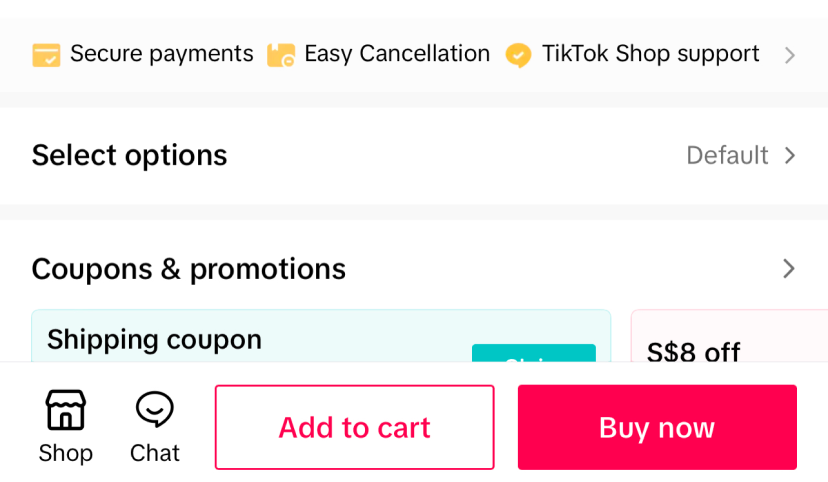 Secure payments Easy Cancellation TikTok Shop support
Select options Default
Coupons & promotions
Shipping coupon
S$8 off
Shop Chat Add to cart Buy now